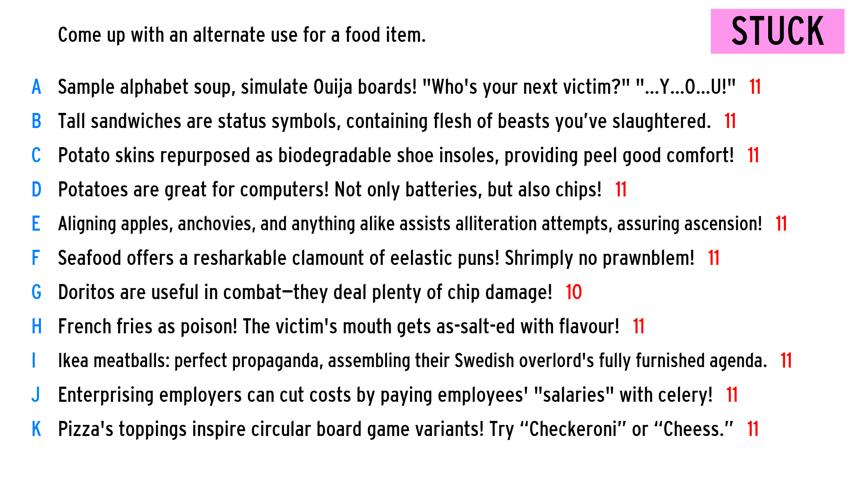 Come up with an alternate use for a food item.
STUCK
A Sample alphabet soup, simulate Ouija boards! "Who's your next victim?" "...Y...O...U!" 11
B Tall sandwiches are status symbols, containing flesh of beasts you’ve slaughtered. 11
C Potato skins repurposed as biodegradable shoe insoles, providing peel good comfort! 11
D Potatoes are great for computers! Not only batteries, but also chips! 11
E Aligning apples, anchovies, and anything alike assists alliteration attempts, assuring ascension! 11
F Seafood offers a resharkable clamount of eelastic puns! Shrimply no prawnblem! 11
G Doritos are useful in combat—they deal plenty of chip damage! 10
H French fries as poison! The victim's mouth gets as-salt-ed with flavour! 11
I Ikea meatballs: perfect propaganda, assembling their Swedish overlord's fully furnished agenda. 11
J Enterprising employers can cut costs by paying employees' "salaries" with celery! 11
K Pizza's toppings inspire circular board game variants! Try “Checkeroni” or “Cheess.” 11